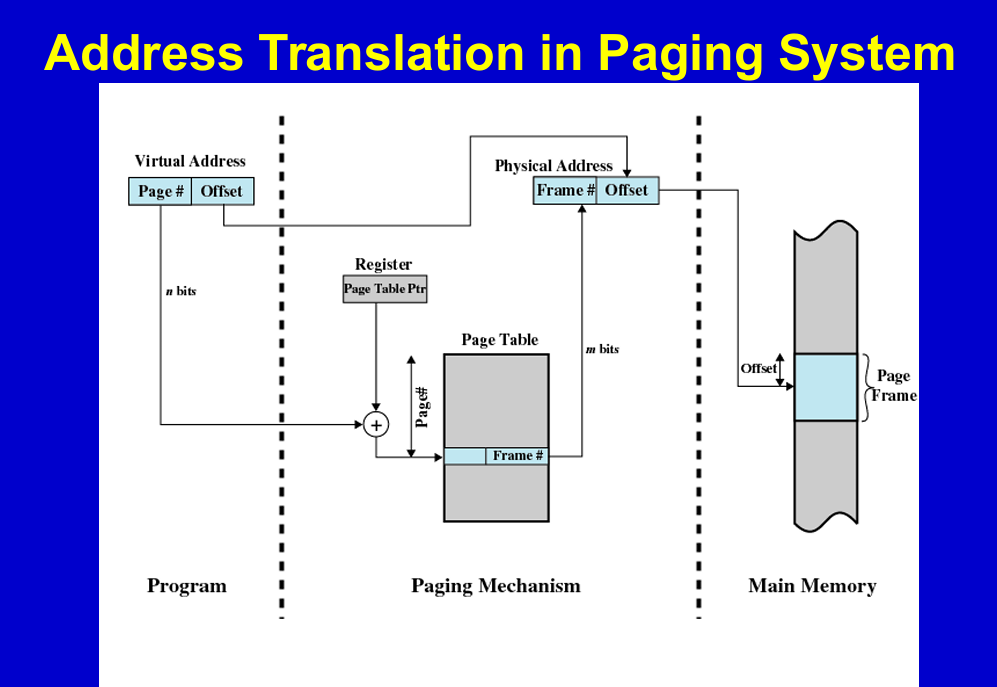 Address Translation in Paging System
Virtual Address
Page #
Offset
Physical Address
Frame #
Offset
n bits
Register
Page Table Ptr
Page Table
m bits
Page#
+
Frame #
Offset
Page
Frame
Program
Paging Mechanism
Main Memory